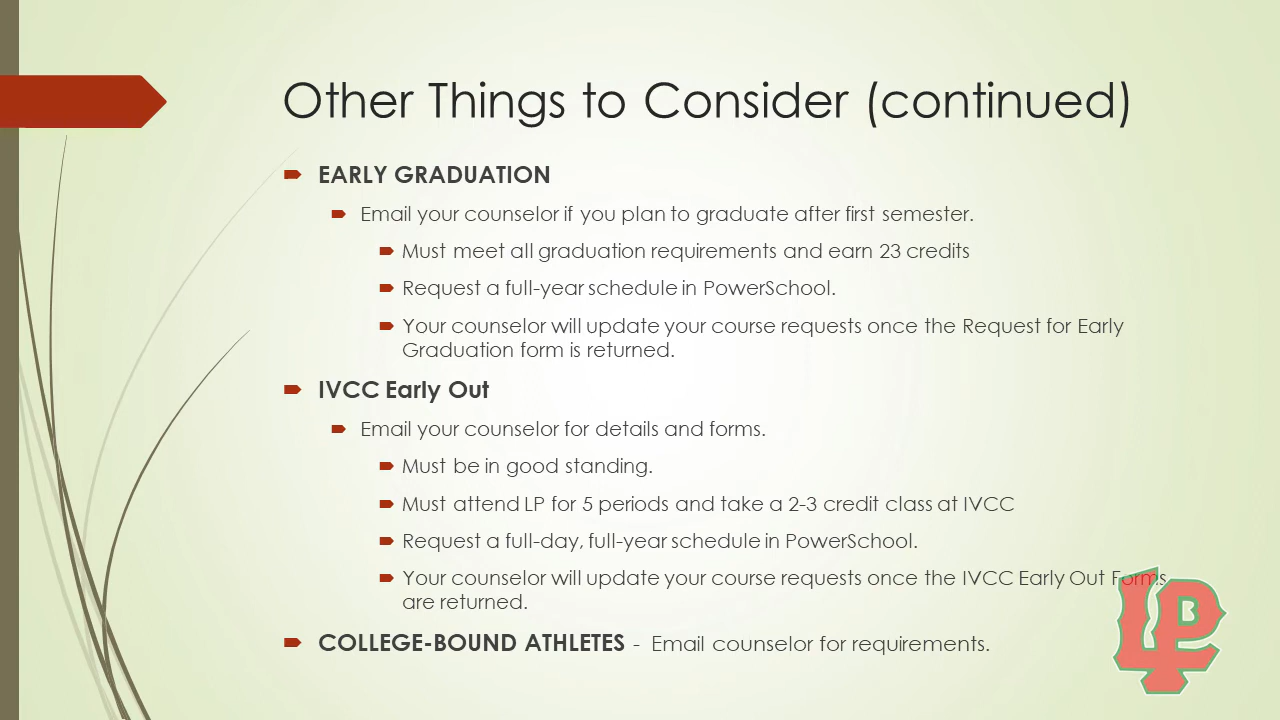 Other Things to Consider (continued)
EARLY GRADUATION
Email your counselor if you plan to graduate after first semester.
Must meet all graduation requirements and earn 23 credits
Request a full-year schedule in PowerSchool.
Your counselor will update your course requests once the Request for Early
Graduation form is returned.
IVCC Early Out
Email your counselor for details and forms.
Must be in good standing.
Must attend LP for 5 periods and take a 2-3 credit class at IVCC
Request a full-day, full-year schedule in PowerSchool.
Your counselor will update your course requests once the IVCC Early Out Forms
are returned.
COLLEGE-BOUND ATHLETES - Email counselor for requirements.
LP